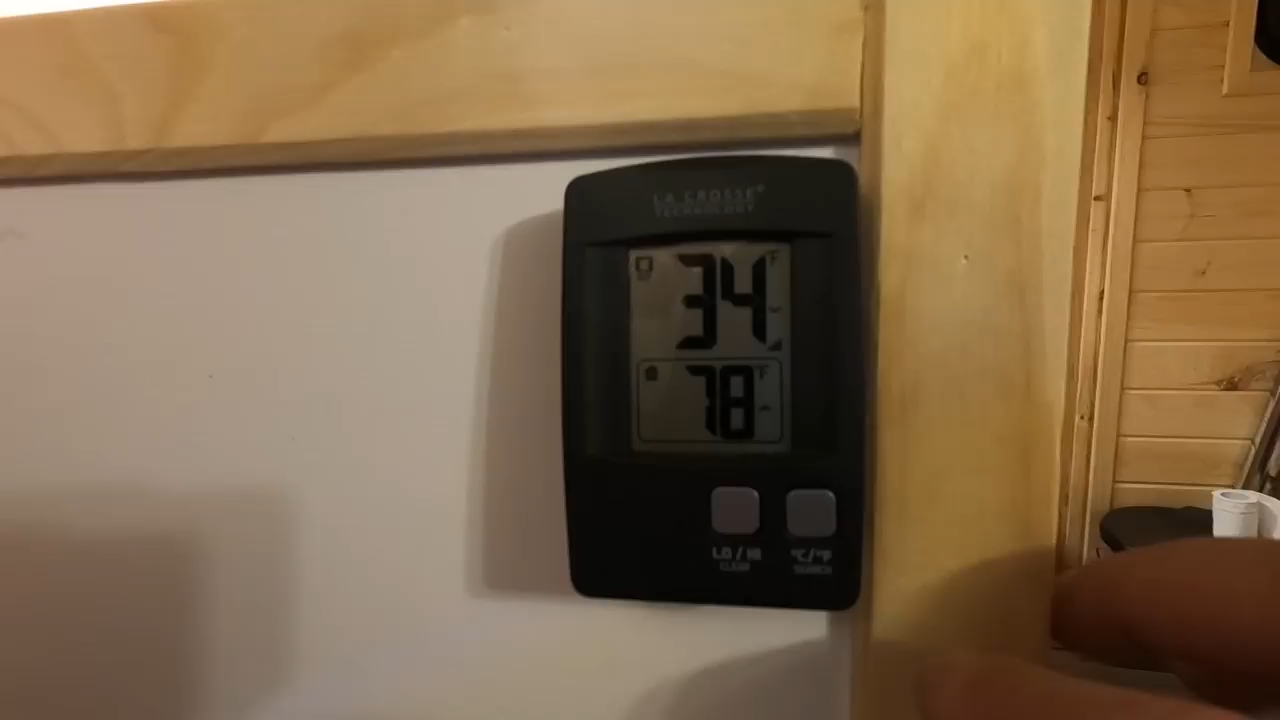 LA CROSSE®
TECHNOLOGY
34 °F
78 °F
LO / HI
CLEAR
°C/°F
SEARCH